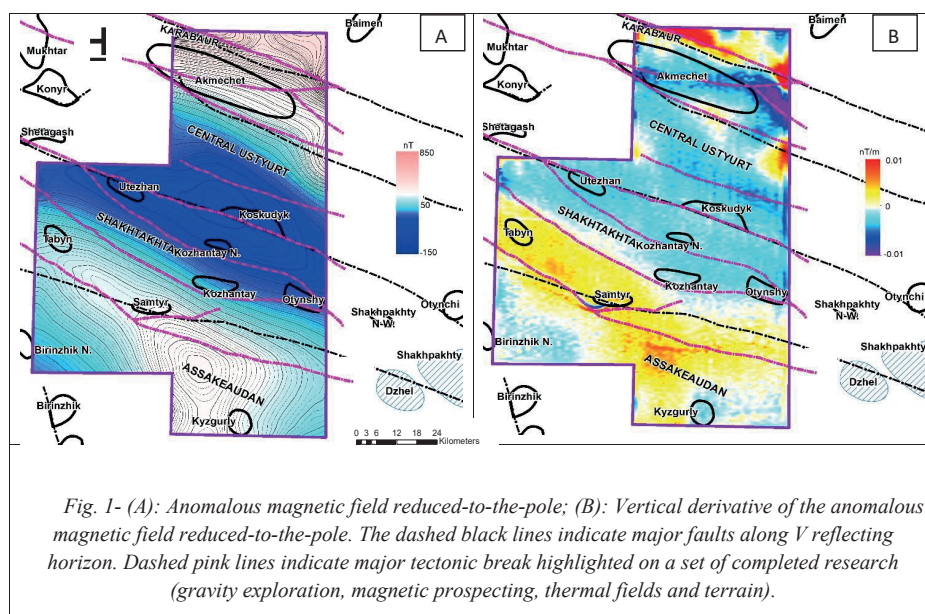 Baimen
A
KARABAUR
Mukhtar
Akmechet
Konyr
Shetagash
CENTRAL USTYURT
nT
850
50
-150
Utezhan
Koskudyk
SHAKHTAKHTA
Kozhantay N.
Tabyn
Kozhantay
Otynshy
Samtyr
Otynchi
Shakhpakhty
N-W.
Birinzhik N.
Shakhpakhty
ASSAKEAUDAN
Dzhel
Birinzhik
Kyzgurly
0 3 6 12 18 24
Kilometers
Baimen
B
KARABAUR
Mukhtar
Akmechet
Konyr
Shetagash
CENTRAL USTYURT
nT/m
0.01
0
-0.01
Utezhan
Koskudyk
SHAKHTAKHTA
Kozhantay N.
Tabyn
Kozhantay
Otynshy
Samtyr
Otynchi
Shakhpakhty
N-W.
Birinzhik N.
Shakhpakhty
ASSAKEAUDAN
Dzhel
Birinzhik
Kyzgurly
Fig. 1- (A): Anomalous magnetic field reduced-to-the-pole; (B): Vertical derivative of the anomalous
magnetic field reduced-to-the-pole. The dashed black lines indicate major faults along V reflecting
horizon. Dashed pink lines indicate major tectonic break highlighted on a set of completed research
(gravity exploration, magnetic prospecting, thermal fields and terrain).